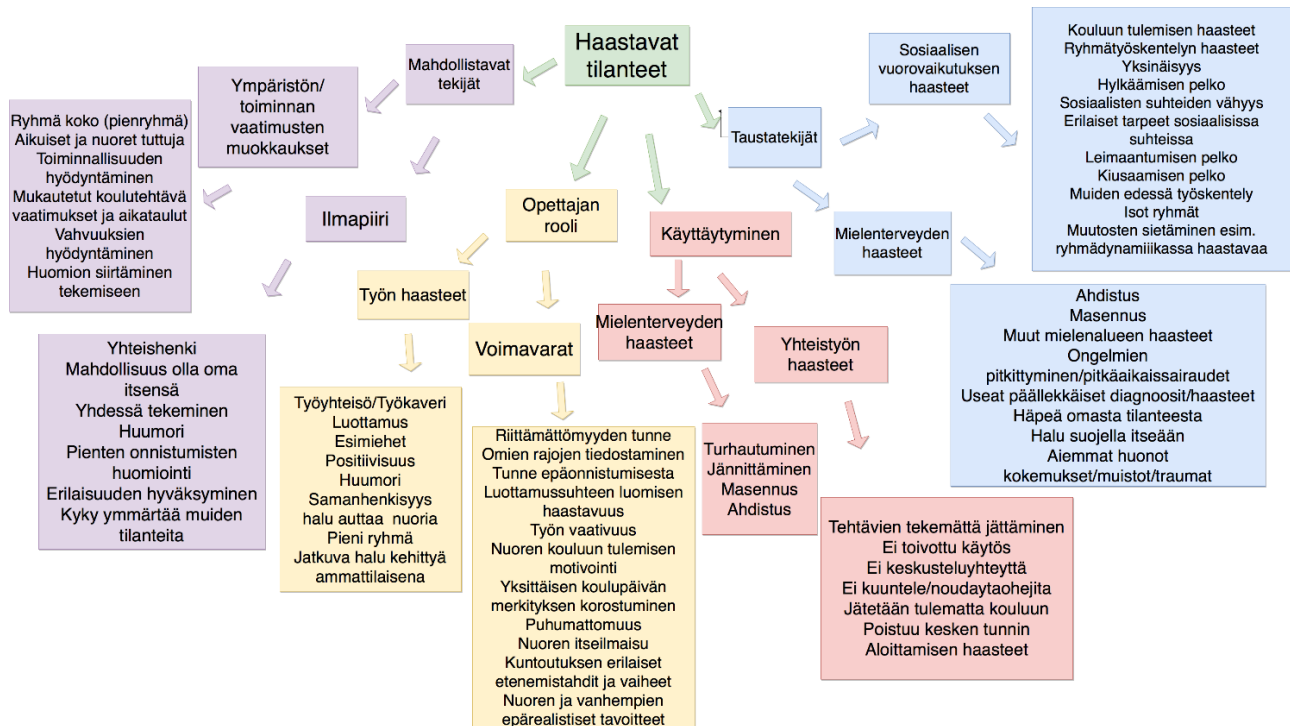 Haastavat
tilanteet
Mahdollistavat
tekijät
Ympäristön/
toiminnan
vaatimusten
muokkaukset
Ryhmä koko (pienryhmä)
Aikuiset ja nuoret tuttuja
Toiminnallisuuden
hyödyntäminen
Mukautetut koulutehtävä
vaatimukset ja aikataulut
Vahvuuksien
hyödyntäminen
Huomion siirtäminen
tekemiseen
Ilmapiiri
Yhteishenki
Mahdollisuus olla oma
itsensä
Yhdessä tekeminen
Huumori
Pienten onnistumisten
huomiointi
Erilaisuuden hyväksyminen
Kyky ymmärtää muiden
tilanteita
Opettajan
rooli
Työn haasteet
Työyhteisö/Työkaveri
Luottamus
Esimiehet
Positiivisuus
Huumori
Samanhenkisyys
halu auttaa nuoria
Pieni ryhmä
Jatkuva halu kehittyä
ammattilaisena
Voimavarat
Riittämättömyyden tunne
Omien rajojen tiedostaminen
Tunne epäonnistumisesta
Luottamussuhteen luomisen
haastavuus
Työn vaativuus
Nuoren kouluun tulemisen
motivointi
Yksittäisen koulupäivän
merkityksen korostuminen
Puhumattomuus
Nuoren itseilmaisu
Kuntoutuksen erilaiset
etenemistahdit ja vaiheet
Nuoren ja vanhempien
epärealistiset tavoitteet
Käyttäytyminen
Mielenterveyden
haasteet
Turhautuminen
Jännittäminen
Masennus
Ahdistus
Yhteistyön
haasteet
Tehtävien tekemättä jättäminen
Ei toivottu käytös
Ei keskusteluyhteyttä
Ei kuuntele/noudaytaohejita
Jätetään tulematta kouluun
Poistuu kesken tunnin
Aloittamisen haasteet
Taustatekijät
Sosiaalisen
vuorovaikutuksen
haasteet
Kouluun tulemisen haasteet
Ryhmätyöskentelyn haasteet
Yksinäisyys
Hylkäämisen pelko
Sosiaalisten suhteiden vähyys
Erilaiset tarpeet sosiaalisissa
suhteissa
Leimaantumisen pelko
Kiusaamisen pelko
Muiden edessä työskentely
Isot ryhmät
Muutosten sietäminen esim.
ryhmädynamiiikassa haastavaa
Mielenterveyden
haasteet
Ahdistus
Masennus
Muut mielenalueen haasteet
Ongelmien
pitkittyminen/pitkäaikaissairaudet
Useat päällekkäiset diagnoosit/haasteet
Häpeä omasta tilanteesta
Halu suojella itseään
Aiemmat huonot
kokemukset/muistot/traumat